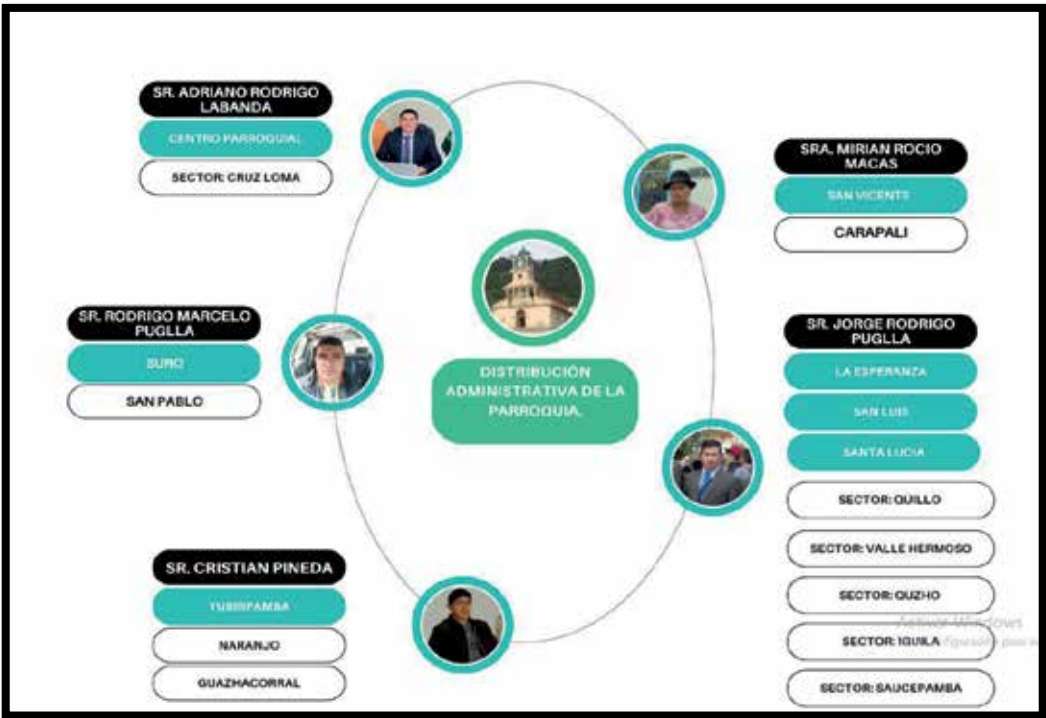 SR. ADRIANO RODRIGO
LABANDA
CENTRO PARROQUIAL
SECTOR: CRUZ LOMA
SRA. MIRIAN ROCIO
MACAS
SAN VICENTE
CARAPALI
SR. RODRIGO MARCELO
PUGLLA
SURO
SAN PABLO
DISTRIBUCIÓN
ADMINISTRATIVA DE LA
PARROQUIA.
SR. JORGE RODRIGO
PUGLLA
LA ESPERANZA
SAN LUIS
SANTA LUCIA
SECTOR: QUILLO
SECTOR: VALLE HERMOSO
SECTOR: QUZHO
SECTOR: IGUILA
SECTOR: SAUCEPAMBA
SR. CRISTIAN PINEDA
NARANJO
GUAZHACORRAL
Activar Windows